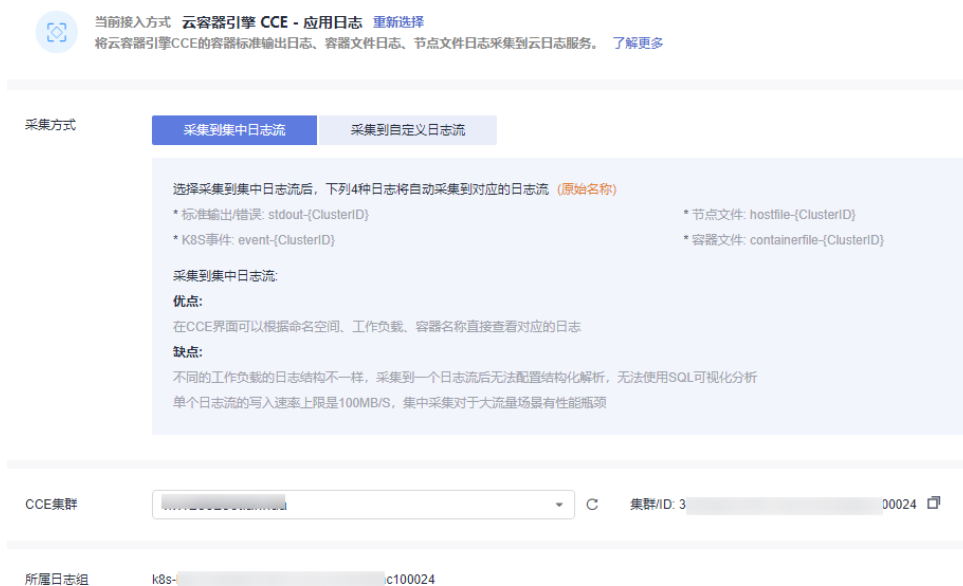 当前接入方式 云容器引擎 CCE - 应用日志 重新选择
将云容器引擎CCE的容器标准输出日志、容器文件日志、节点文件日志采集到云日志服务。 了解更多
采集方式 采集到集中日志流 采集到自定义日志流
选择采集到集中日志流后，下列4种日志将自动采集到对应的日志流 (原始名称)
* 标准输出/错误: stdout-{ClusterID} * 节点文件: hostfile-{ClusterID}
* K8S事件: event-{ClusterID} * 容器文件: containerfile-{ClusterID}
采集到集中日志流:
优点:
在CCE界面可以根据命名空间、工作负载、容器名称直接查看对应的日志
缺点:
不同的工作负载的日志结构不一样，采集到一个日志流后无法配置结构化解析，无法使用SQL可视化分析
单个日志流的写入速率上限是100MB/S，集中采集对于大流量场景有性能瓶颈
CCE集群 集群/ID: 3 00024
所属日志组 k8s- c100024